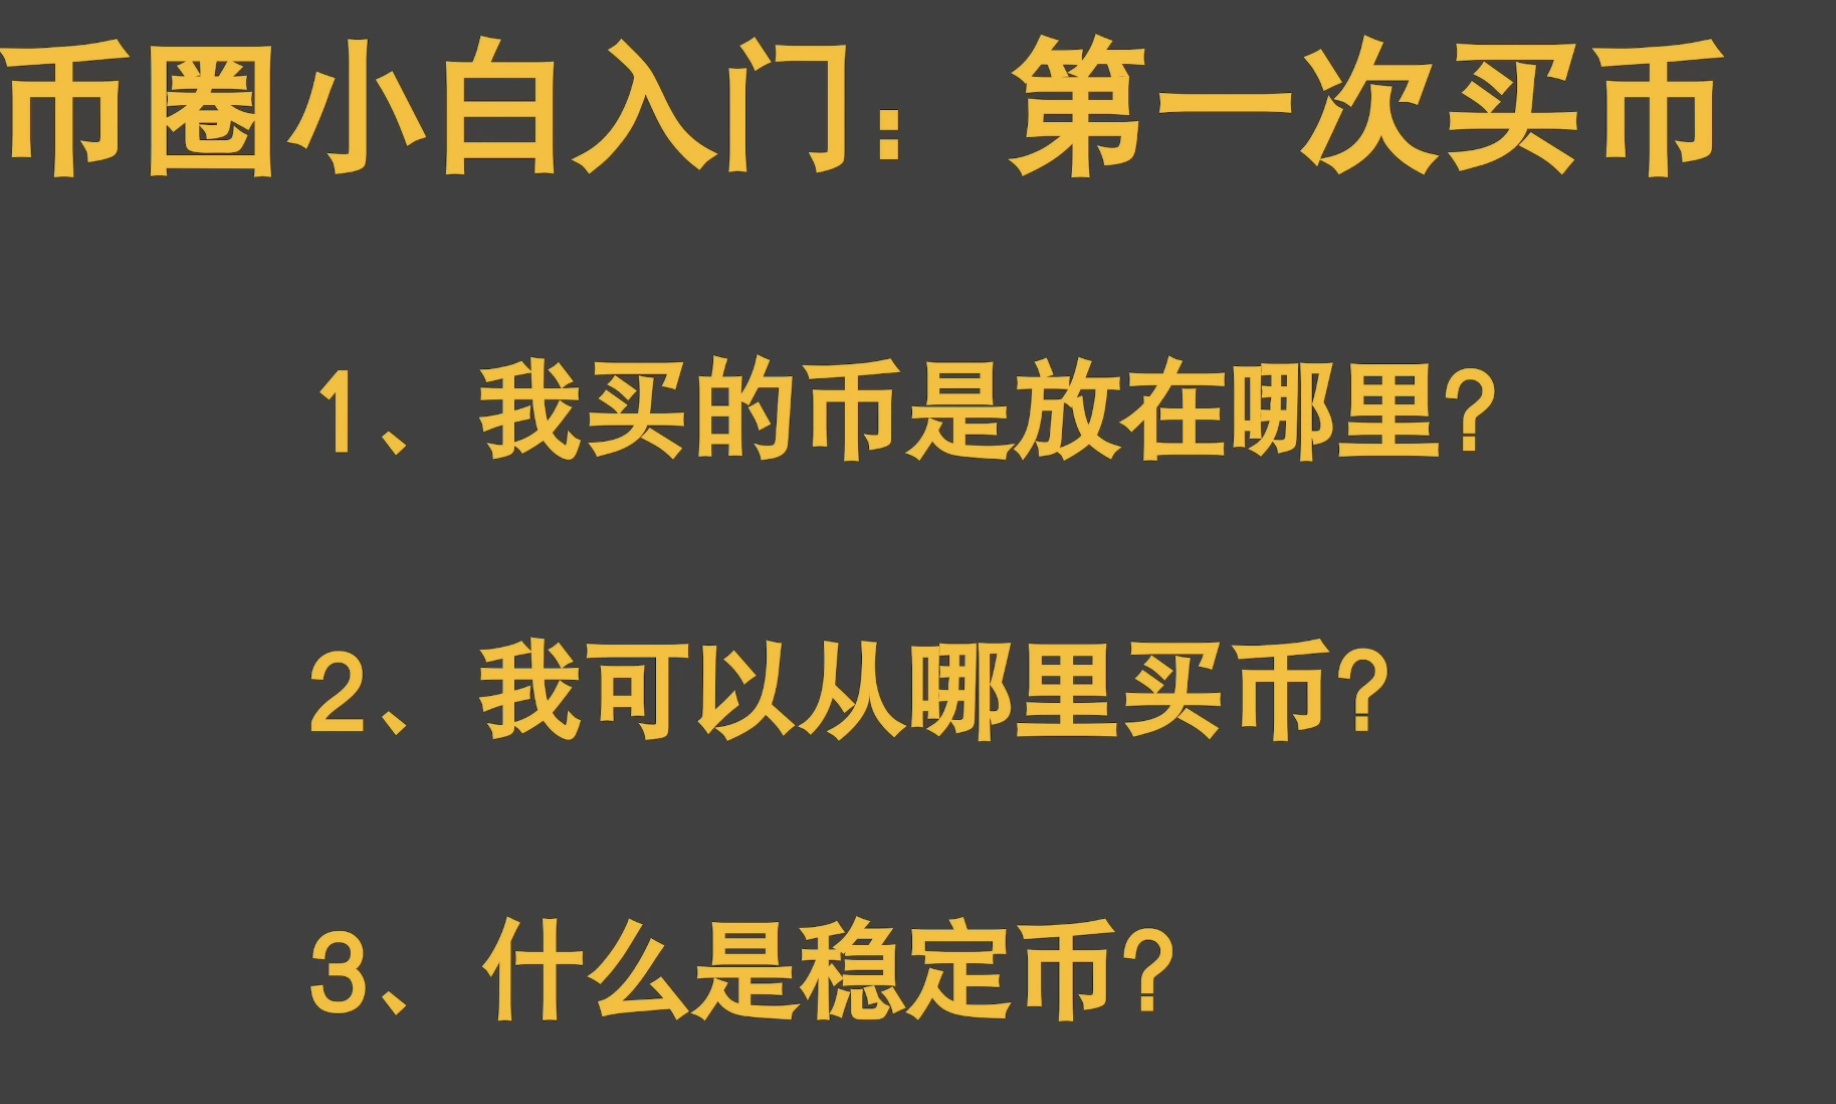 币圈小白入门：第一次买币
1、我买的币是放在哪里?
2、我可以从哪里买币?
3、什么是稳定币?